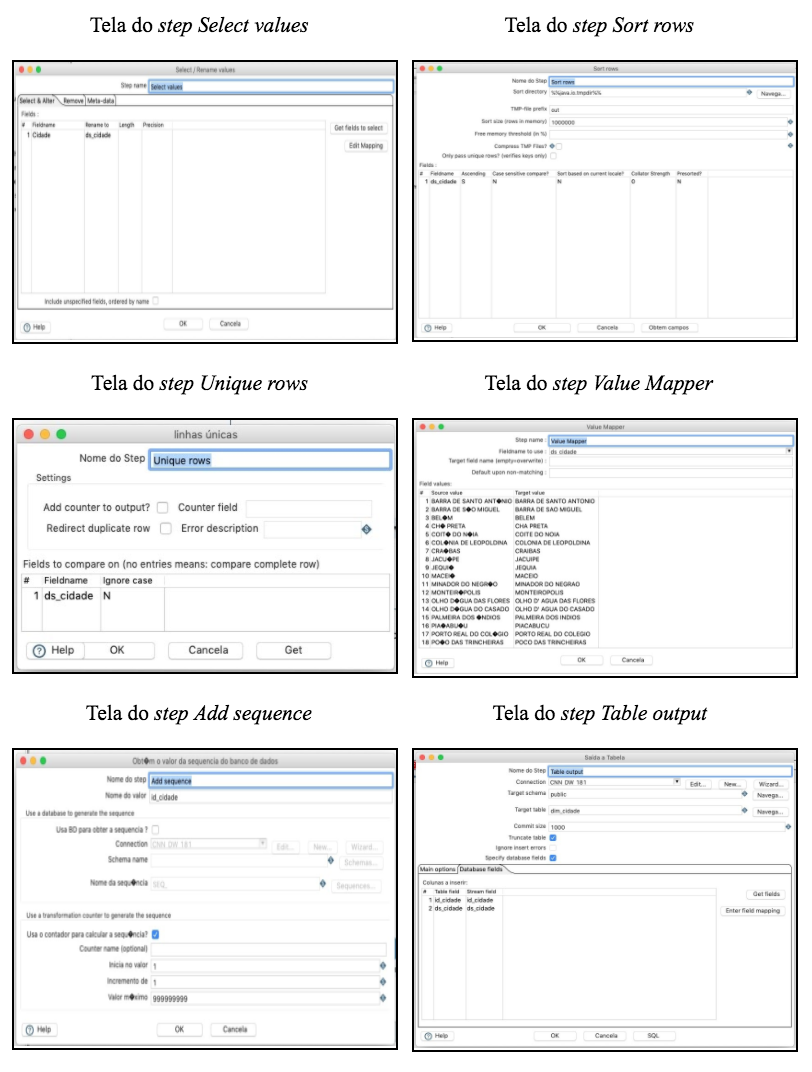 Tela do step Select values
Select / Rename values
Step name Select values
Select & Alter Remove Meta-data
Fields :
# Fieldname Rename to Length Precision
1 Cidade ds_cidade
Get fields to select
Edit Mapping
Include unspecified fields, ordered by name
Help OK Cancela
Tela do step Sort rows
Sort rows
Nome do Step Sort rows
Sort directory %%java.io.tmpdir%% Navega...
TMP-file prefix out
Sort size (rows in memory) 1000000
Free memory threshold (in %)
Compress TMP Files?
Only pass unique rows? (verifies keys only)
Fields :
# Fieldname Ascending Case sensitive compare? Sort based on current locale? Collator Strength Presorted?
1 ds_cidade S N N 0 N
Help OK Cancela Obtem campos
Tela do step Unique rows
linhas únicas
Nome do Step Unique rows
Settings
Add counter to output? Counter field
Redirect duplicate row Error description
Fields to compare on (no entries means: compare complete row)
# Fieldname Ignore case
1 ds_cidade N
Help OK Cancela Get
Tela do step Value Mapper
Value Mapper
Step name : Value Mapper
Fieldname to use : ds_cidade
Target field name (empty=overwrite) :
Default upon non-matching :
Field values:
# Source value Target value
1 BARRA DE SANTO ANT�NIO BARRA DE SANTO ANTONIO
2 BARRA DE S�O MIGUEL BARRA DE SAO MIGUEL
3 BEL�M BELEM
4 CH� PRETA CHA PRETA
5 COIT� DO N�IA COITE DO NOIA
6 COL�NIA DE LEOPOLDINA COLONIA DE LEOPOLDINA
7 CRA�BAS CRAIBAS
8 JACU�PE JACUIPE
9 JEQUI� JEQUIA
10 MACEI� MACEIO
11 MINADOR DO NEGR�O MINADOR DO NEGRAO
12 MONTEIR�POLIS MONTEIROPOLIS
13 OLHO D�GUA DAS FLORES OLHO D' AGUA DAS FLORES
14 OLHO D�GUA DO CASADO OLHO D' AGUA DO CASADO
15 PALMEIRA DOS �NDIOS PALMEIRA DOS INDIOS
16 PIA�ABU�U PIACABUCU
17 PORTO REAL DO COL�GIO PORTO REAL DO COLEGIO
18 PO�O DAS TRINCHEIRAS POCO DAS TRINCHEIRAS
Help OK Cancela
Tela do step Add sequence
Obt�m o valor da sequencia do banco de dados
Nome do step Add sequence
Nome do valor id_cidade
Use a database to generate the sequence
Usa BD para obter a sequencia ?
Connection CNN_DW_181 Edit... New... Wizard...
Schema name Schemas...
Nome da sequ�ncia SEQ_ Sequences...
Use a transformation counter to generate the sequence
Usa o contador para calcular a sequ�ncia?
Counter name (optional)
Inicia no valor 1
Incremento de 1
Valor m�ximo 999999999
Help OK Cancela
Tela do step Table output
Saída a Tabela
Nome do Step Table output
Connection CNN_DW_181 Edit... New... Wizard...
Target schema public Navega...
Target table dim_cidade Navega...
Commit size 1000
Truncate table
Ignore insert errors
Specify database fields
Main options Database fields
Colunas a inserir:
# Table field Stream field
1 id_cidade id_cidade
2 ds_cidade ds_cidade
Get fields
Enter field mapping
Help OK Cancela SQL